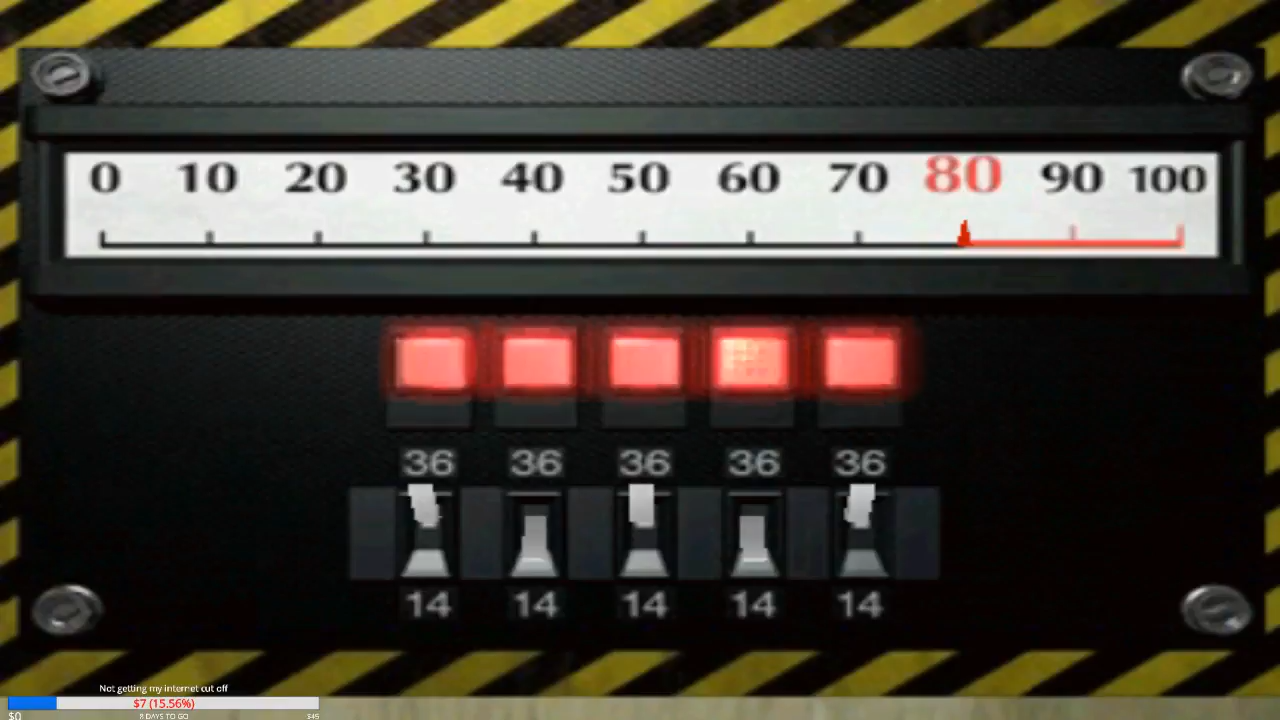 0 10 20 30 40 50 60 70 80 90 100
36 36 36 36 36
14 14 14 14 14
Not getting my internet cut off
$7 (15.56%)
$0 8 DAYS TO GO $45